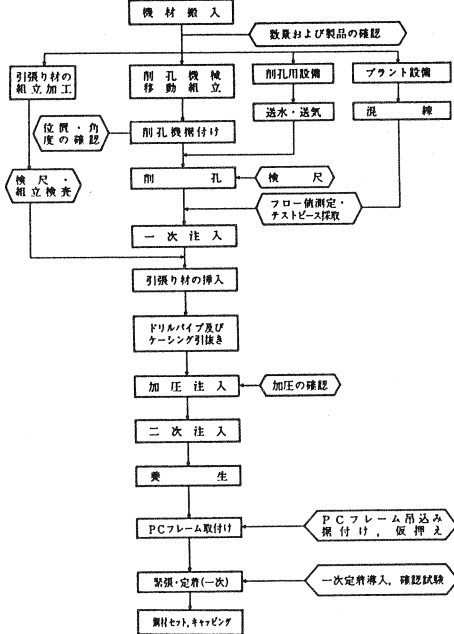 機材搬入
数量および製品の確認
引張り材の
組立加工
削孔機械
移動組立
削孔用設備
プラント設備
送水・送気
混練
位置・角
度の確認
削孔機据付け
検尺・
組立検査
削孔
検尺
フロー値測定・
テストピース採取
一次注入
引張り材の挿入
ドリルパイプ及び
ケーシング引抜き
加圧注入
加圧の確認
二次注入
養生
PCフレーム取付け
PCフレーム吊込み
据付け，仮押え
緊張・定着(一次)
一次定着導入，確認試験
鋼材セット，キャッピング